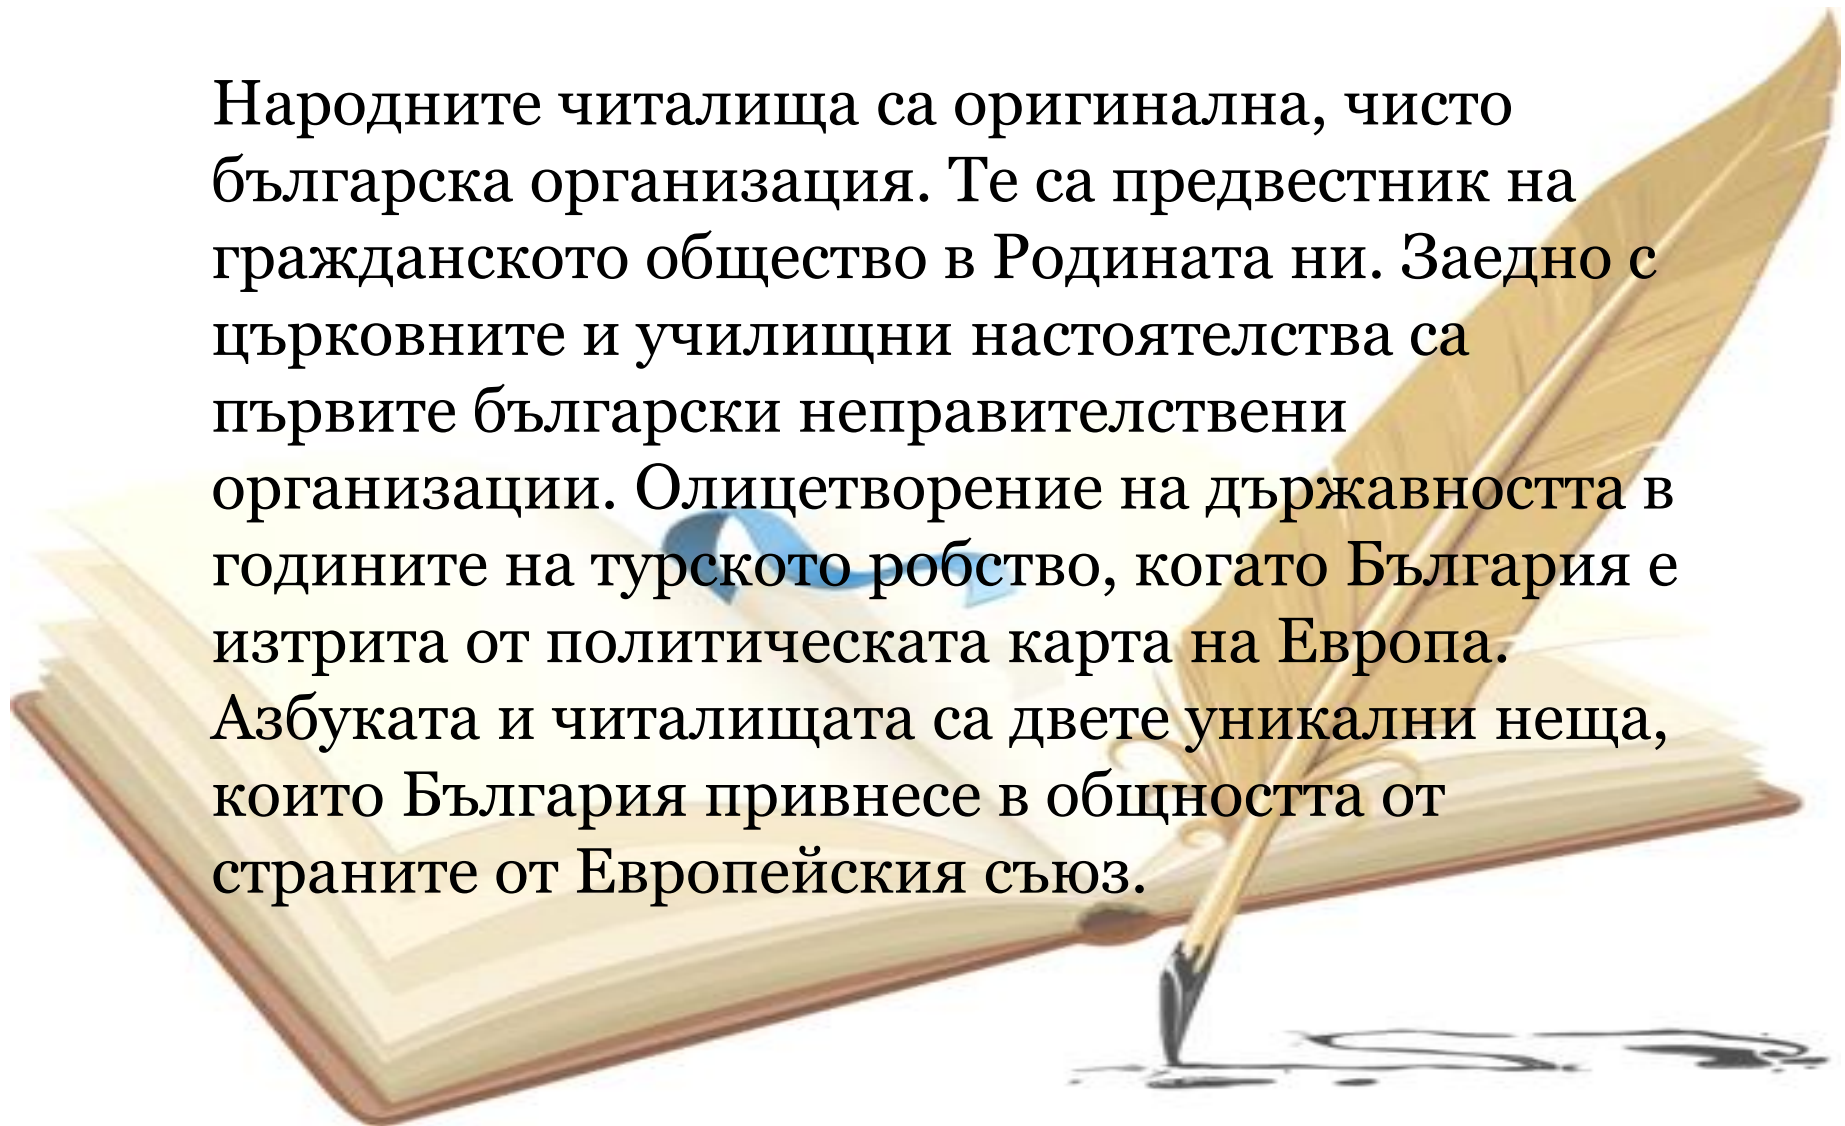 Народните читалища са оригинална, чисто
българска организация. Те са предвестник на
гражданското общество в Родината ни. Заедно с
църковните и училищни настоятелства са
първите български неправителствени
организации. Олицетворение на държавността в
годините на турското робство, когато България е
изтрита от политическата карта на Европа.
Азбуката и читалищата са двете уникални неща,
които България привнесе в общността от
страните от Европейския съюз.